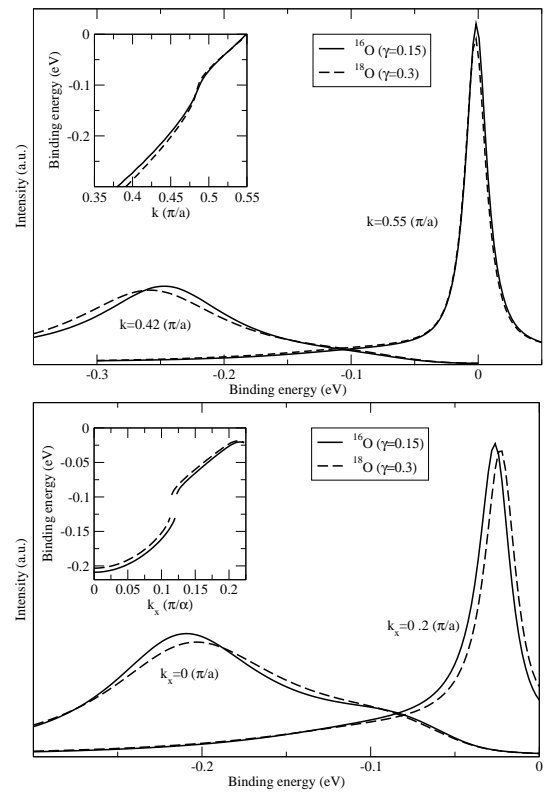 16O (γ=0.15)
18O (γ=0.3)
Binding energy (eV)
0
-0.1
-0.2
0.35 0.4 0.45 0.5 0.55
k (π/a)
k=0.55 (π/a)
k=0.42 (π/a)
Intensity (a.u.)
-0.3 -0.2 -0.1 0
Binding energy (eV)
16O (γ=0.15)
18O (γ=0.3)
Binding energy (eV)
0
-0.05
-0.1
-0.15
-0.2
0 0.05 0.1 0.15 0.2
kx (π/α)
kx=0 .2 (π/a)
kx=0 (π/a)
Intensity (a.u.)
-0.2 -0.1 0
Binding energy (eV)